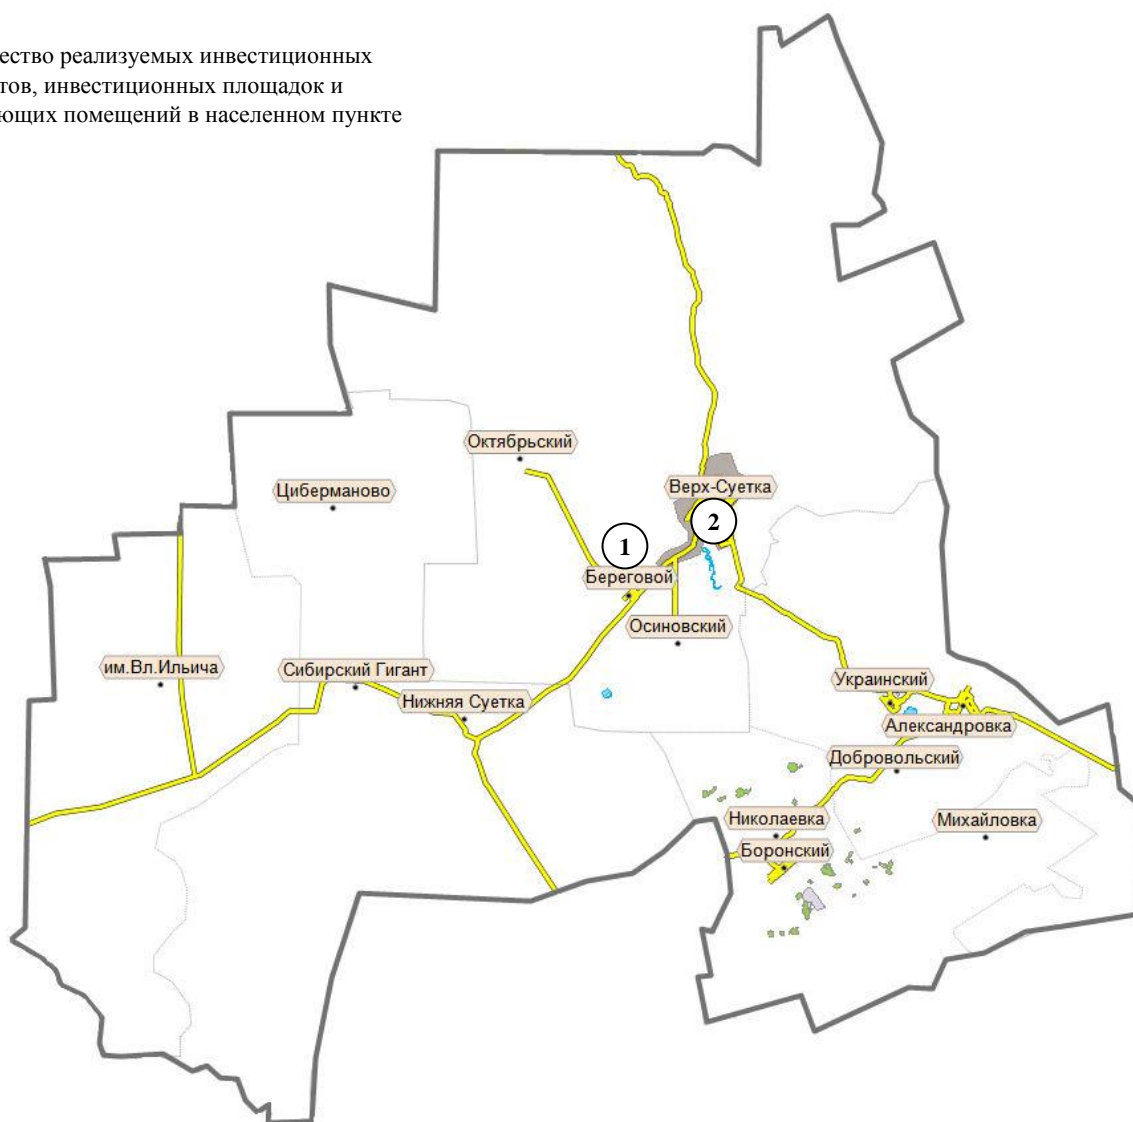 ество реализуемых инвестиционных
тов, инвестиционных площадок и
ющих помещений в населенном пункте
Октябрьский
Верх-Суетка
Циберманово
2
1
Береговой
Осиновский
им.Вл.Ильича
Сибирский Гигант
Украинский
Нижняя Суетка
Александровка
Добровольский
Николаевка
Михайловка
Боронский